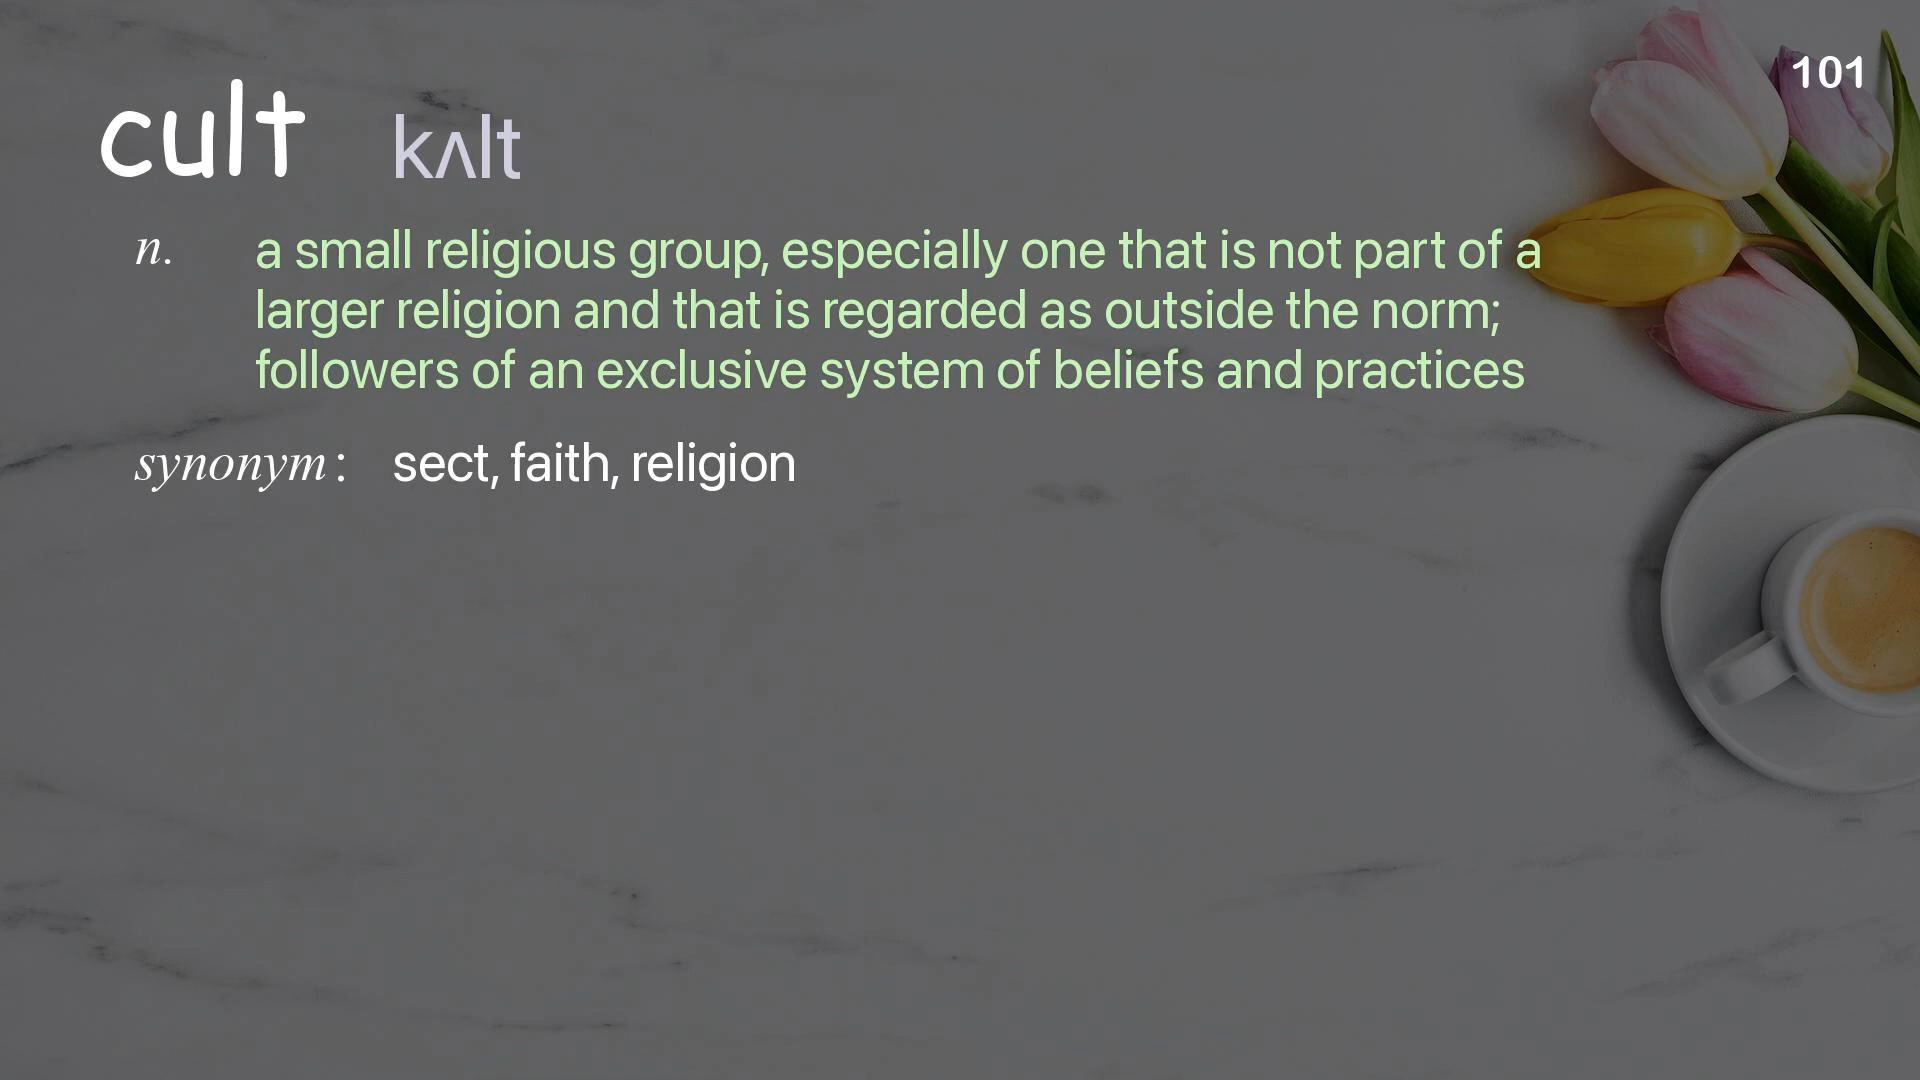 101
cult kʌlt
n. a small religious group, especially one that is not part of a
larger religion and that is regarded as outside the norm;
followers of an exclusive system of beliefs and practices
synonym: sect, faith, religion